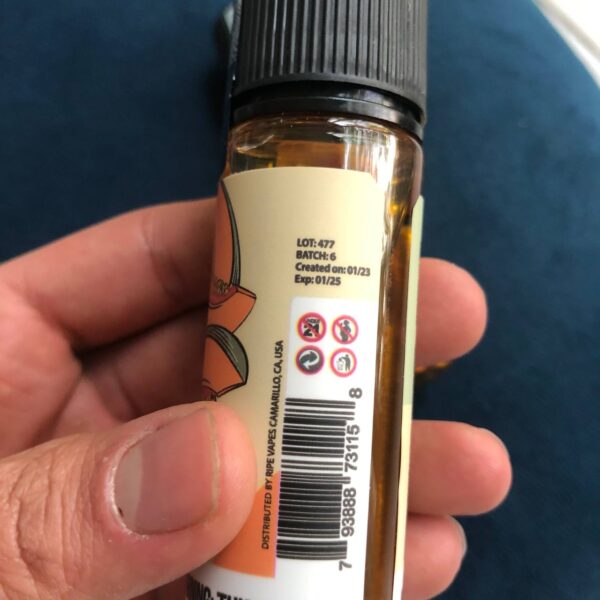 LOT: 477
BATCH: 6
Created on: 01/23
Exp: 01/25
DISTRIBUTED BY RIPE VAPES CAMARILLO, CA, USA
7 93888 73115 8